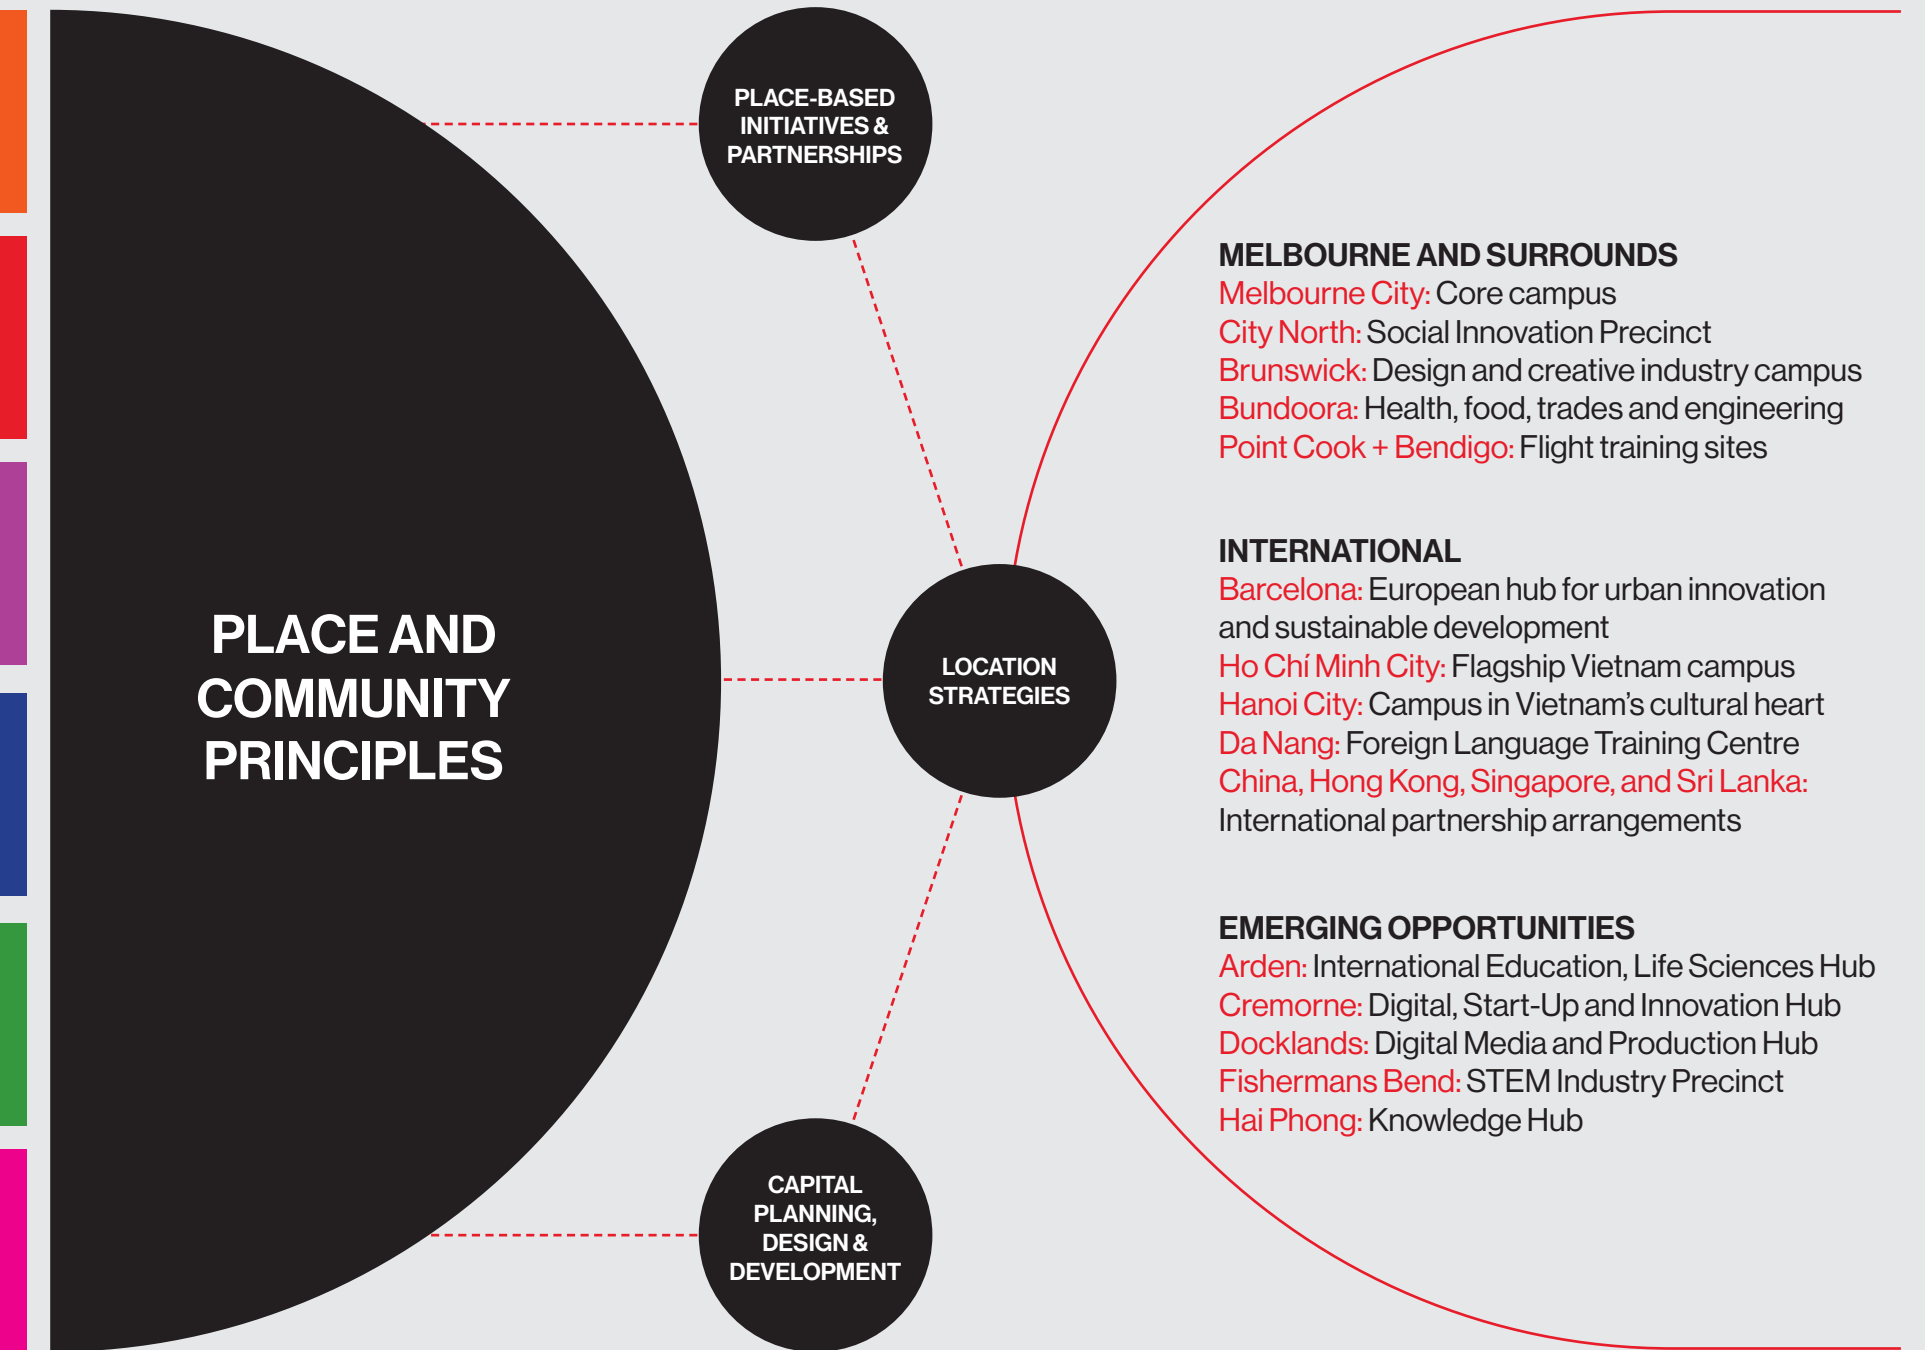 PLACE AND
COMMUNITY
PRINCIPLES
PLACE-BASED
INITIATIVES &
PARTNERSHIPS
LOCATION
STRATEGIES
CAPITAL
PLANNING,
DESIGN &
DEVELOPMENT
MELBOURNE AND SURROUNDS
Melbourne City: Core campus
City North: Social Innovation Precinct
Brunswick: Design and creative industry campus
Bundoora: Health, food, trades and engineering
Point Cook + Bendigo: Flight training sites
INTERNATIONAL
Barcelona: European hub for urban innovation
and sustainable development
Ho Chí Minh City: Flagship Vietnam campus
Hanoi City: Campus in Vietnam’s cultural heart
Da Nang: Foreign Language Training Centre
China, Hong Kong, Singapore, and Sri Lanka:
International partnership arrangements
EMERGING OPPORTUNITIES
Arden: International Education, Life Sciences Hub
Cremorne: Digital, Start-Up and Innovation Hub
Docklands: Digital Media and Production Hub
Fishermans Bend: STEM Industry Precinct
Hai Phong: Knowledge Hub